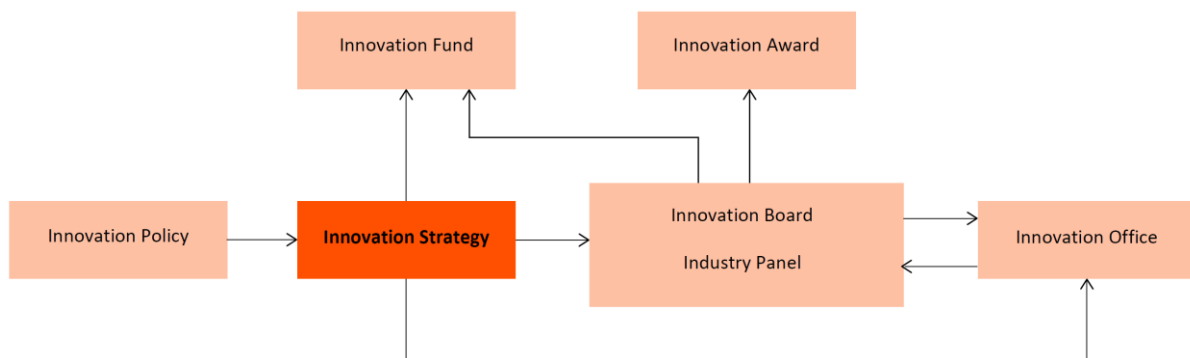 Innovation Fund
Innovation Award
Innovation Policy
Innovation Strategy
Innovation Board
Industry Panel
Innovation Office